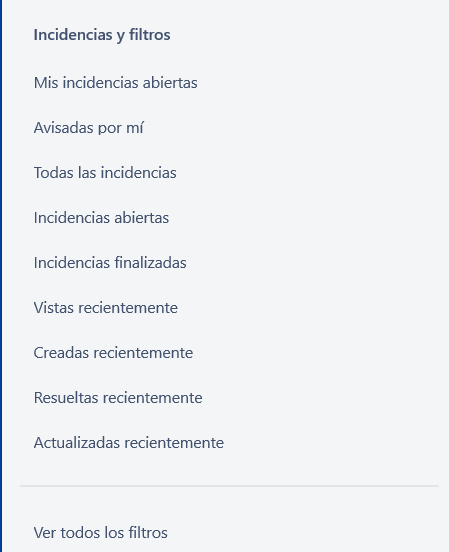 Incidencias y filtros
Mis incidencias abiertas
Avisadas por mí
Todas las incidencias
Incidencias abiertas
Incidencias finalizadas
Vistas recientemente
Creadas recientemente
Resueltas recientemente
Actualizadas recientemente
Ver todos los filtros